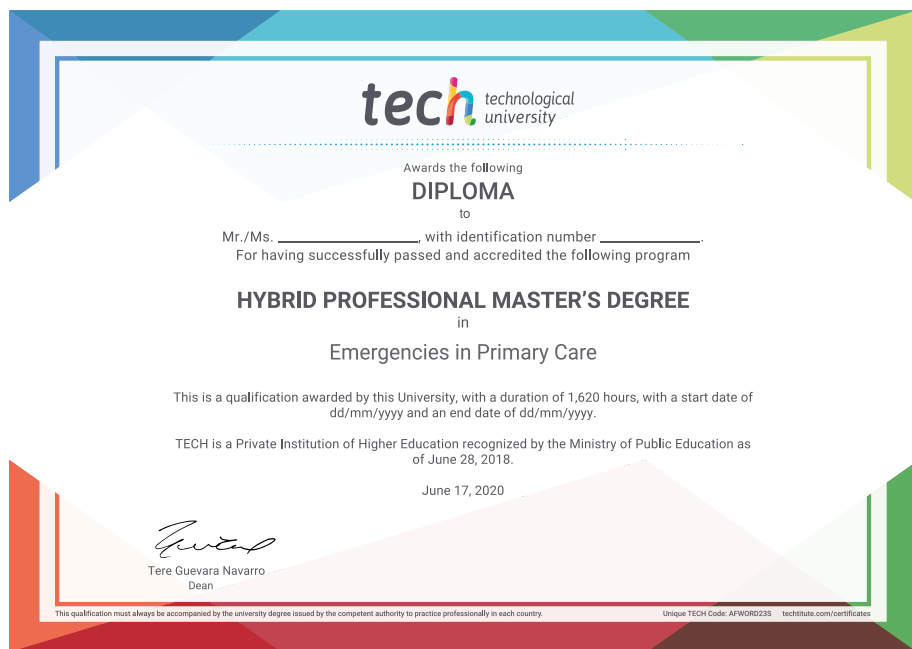 tech technological
university
Awards the following
DIPLOMA
to
Mr./Ms. ____________________, with identification number ______________.
For having successfully passed and accredited the following program
HYBRID PROFESSIONAL MASTER'S DEGREE
in
Emergencies in Primary Care
This is a qualification awarded by this University, with a duration of 1,620 hours, with a start date of
dd/mm/yyyy and an end date of dd/mm/yyyy.
TECH is a Private Institution of Higher Education recognized by the Ministry of Public Education as
of June 28, 2018.
June 17, 2020
Tere Guevara Navarro
Dean
This qualification must always be accompanied by the university degree issued by the competent authority to practice professionally in each country.
Unique TECH Code: AFWORD23S techtitute.com/certificates